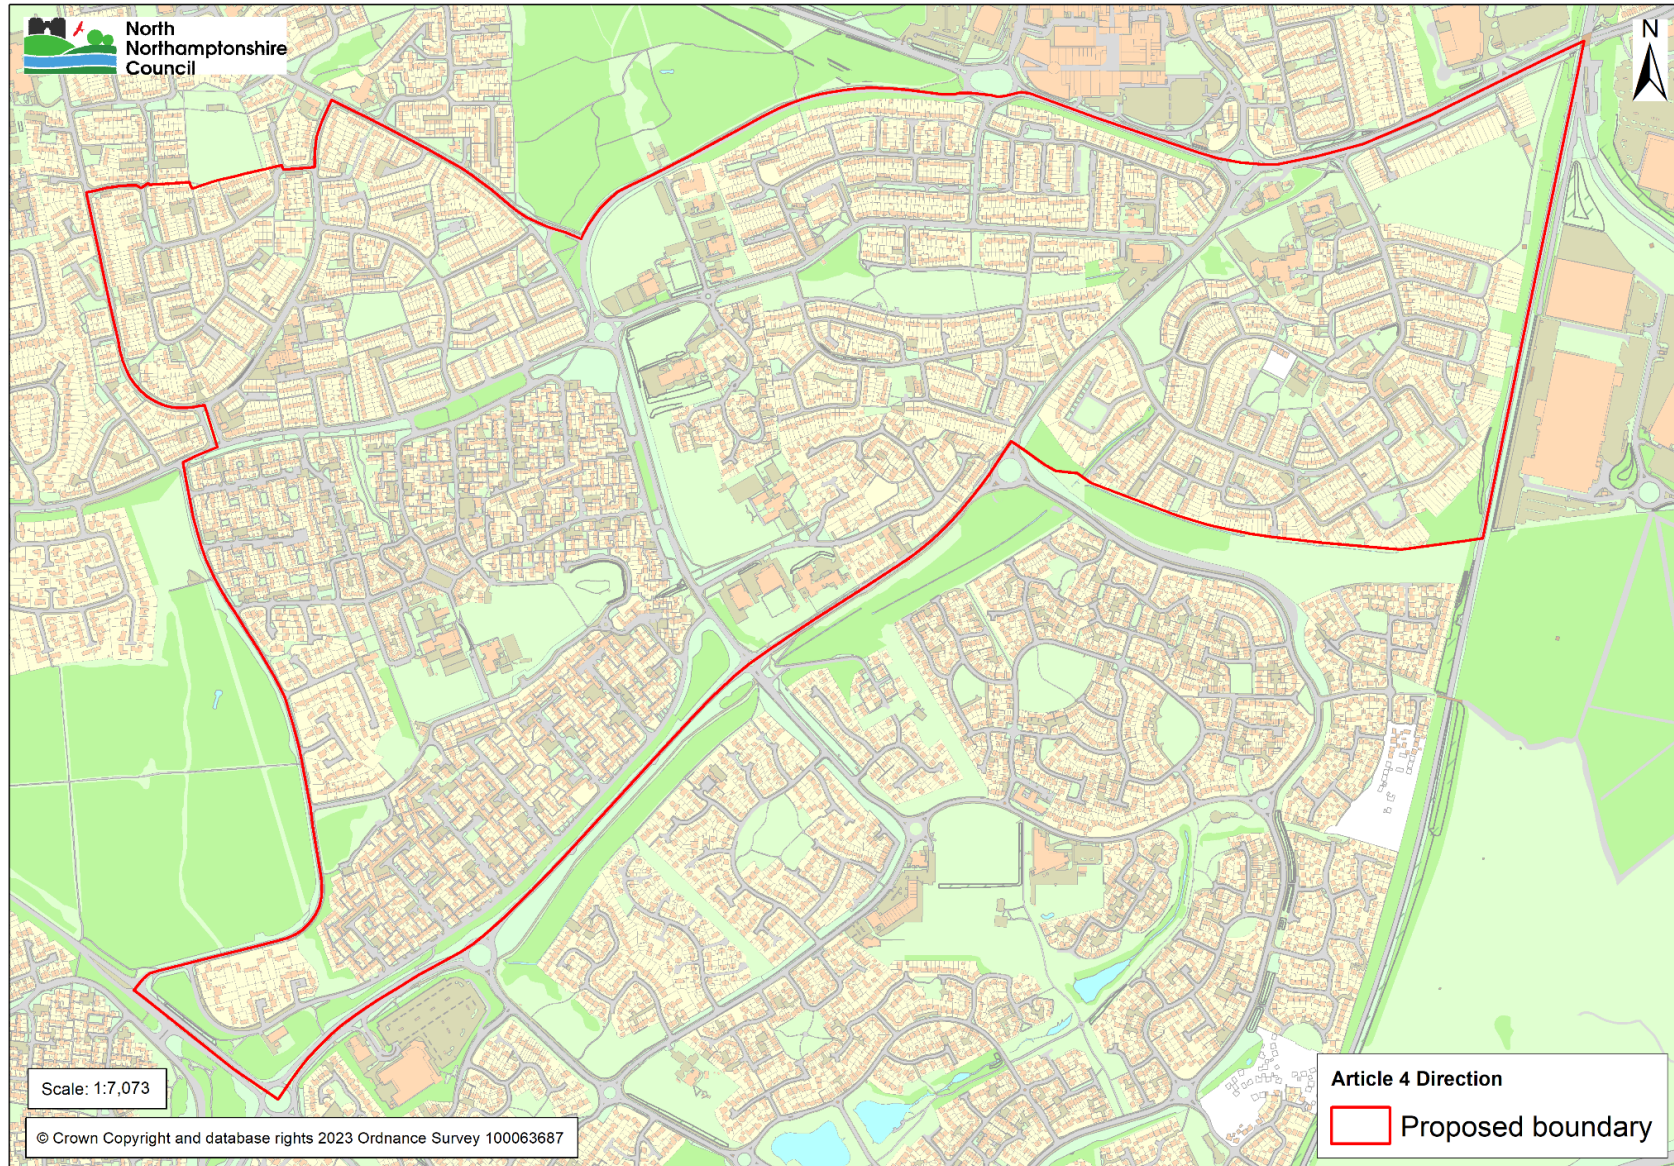 North
Northamptonshire
Council
N
Scale: 1:7,073
© Crown Copyright and database rights 2023 Ordnance Survey 100063687
Article 4 Direction
Proposed boundary